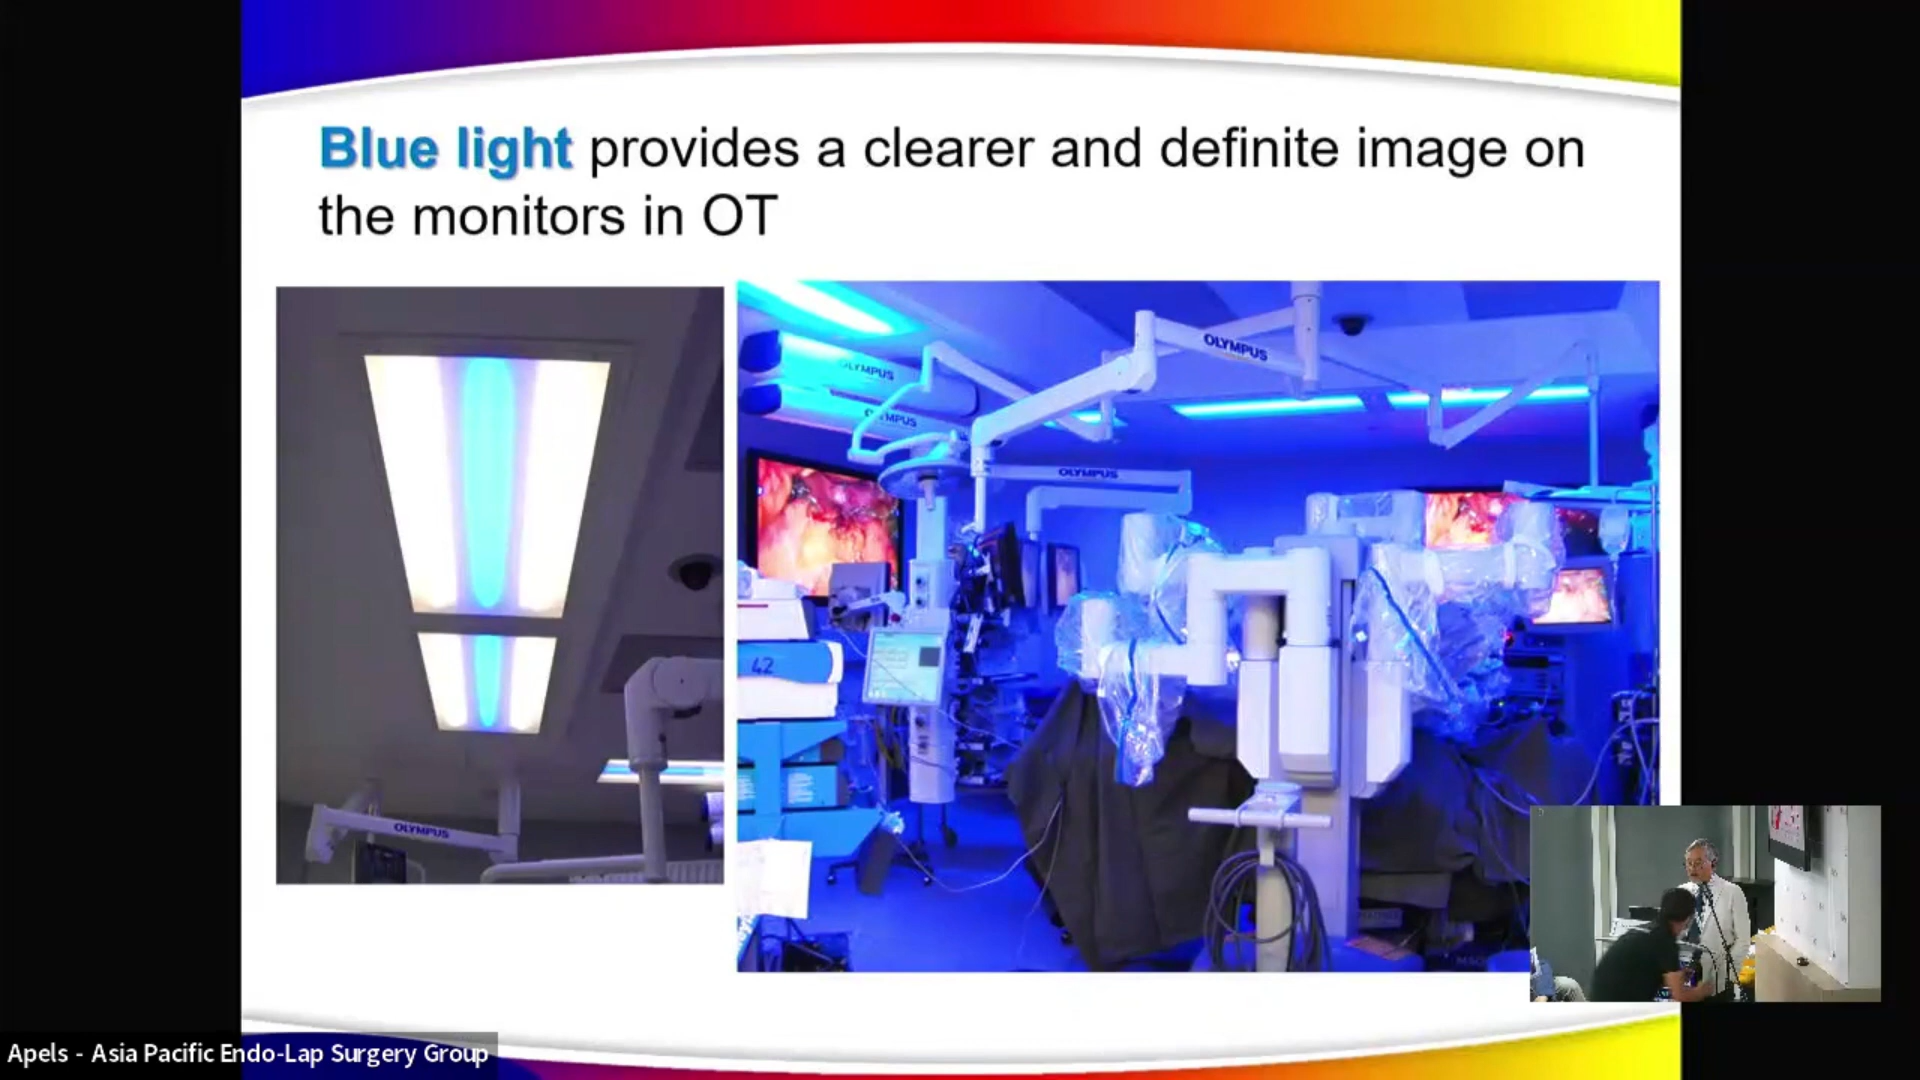 Blue light provides a clearer and definite image on
the monitors in OT
OLYMPUS
OLYMPUS
OLYMPUS
OLYMPUS
42
OLYMPUS
Apels - Asia Pacific Endo-Lap Surgery Group